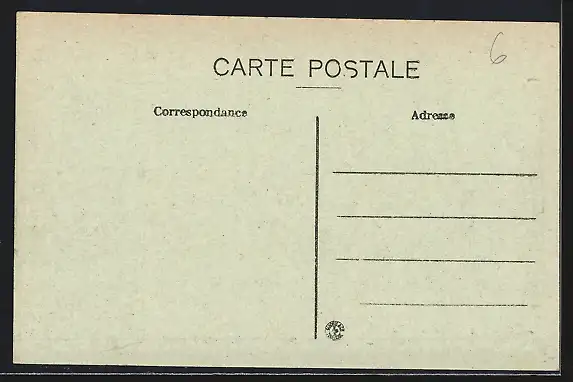 6
CARTE POSTALE
Correspondance
Adresse